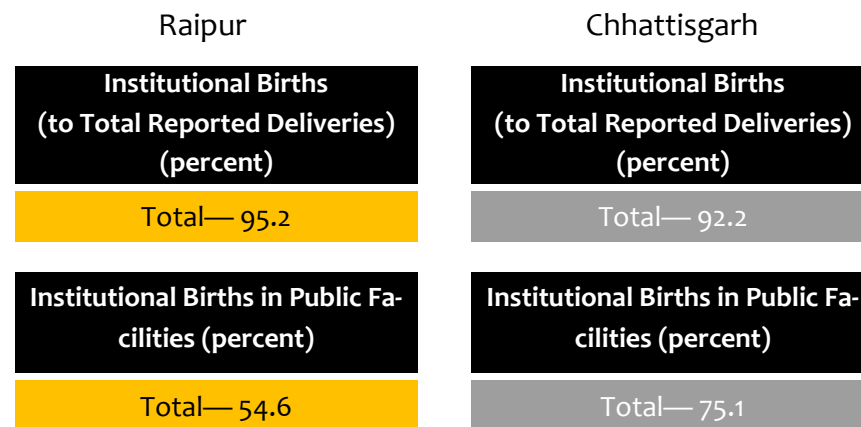 Raipur
Institutional Births
(to Total Reported Deliveries)
(percent)
Total— 95.2
Institutional Births in Public Fa-
cilities (percent)
Total— 54.6
Chhattisgarh
Institutional Births
(to Total Reported Deliveries)
(percent)
Total— 92.2
Institutional Births in Public Fa-
cilities (percent)
Total— 75.1